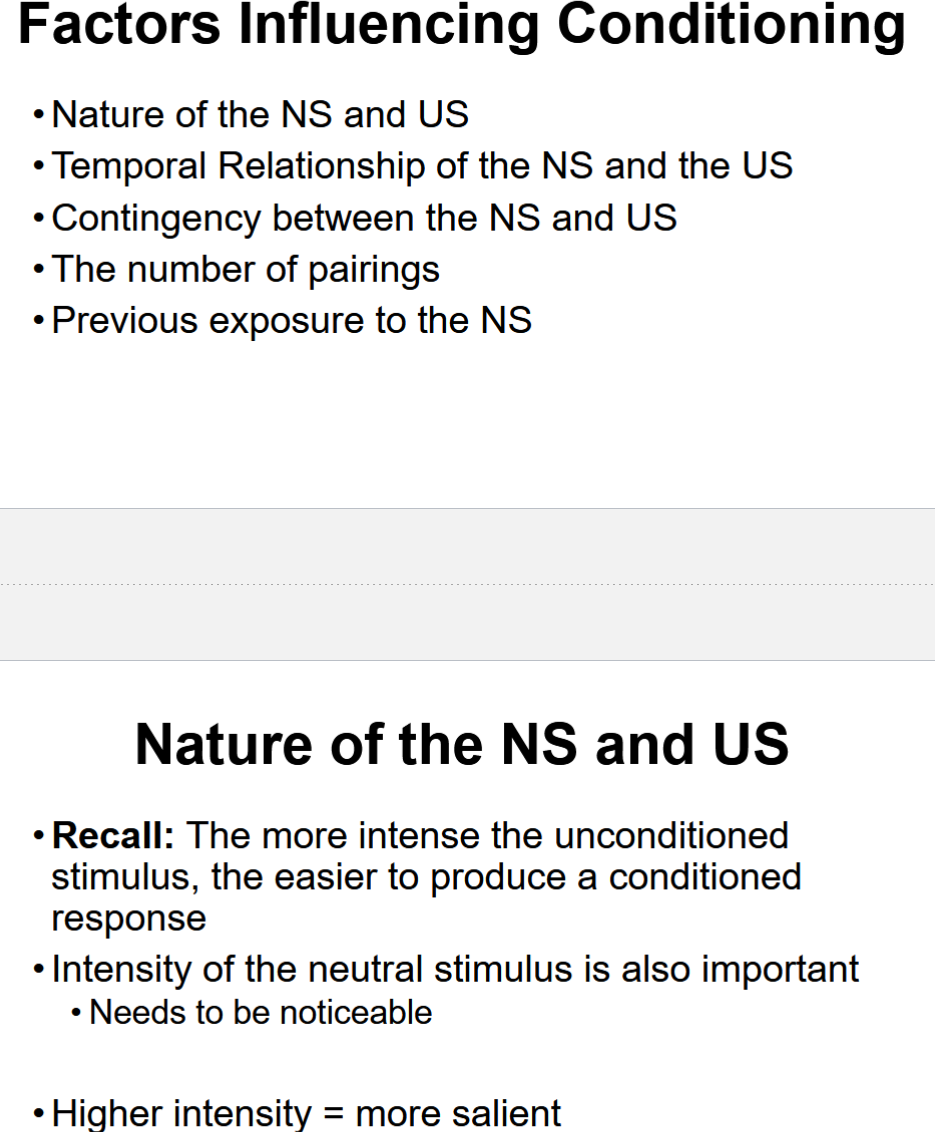 Factors Influencing Conditioning
• Nature of the NS and US
• Temporal Relationship of the NS and the US
• Contingency between the NS and US
• The number of pairings
• Previous exposure to the NS
Nature of the NS and US
• Recall: The more intense the unconditioned
stimulus, the easier to produce a conditioned
response
• Intensity of the neutral stimulus is also important
• Needs to be noticeable
• Higher intensity = more salient